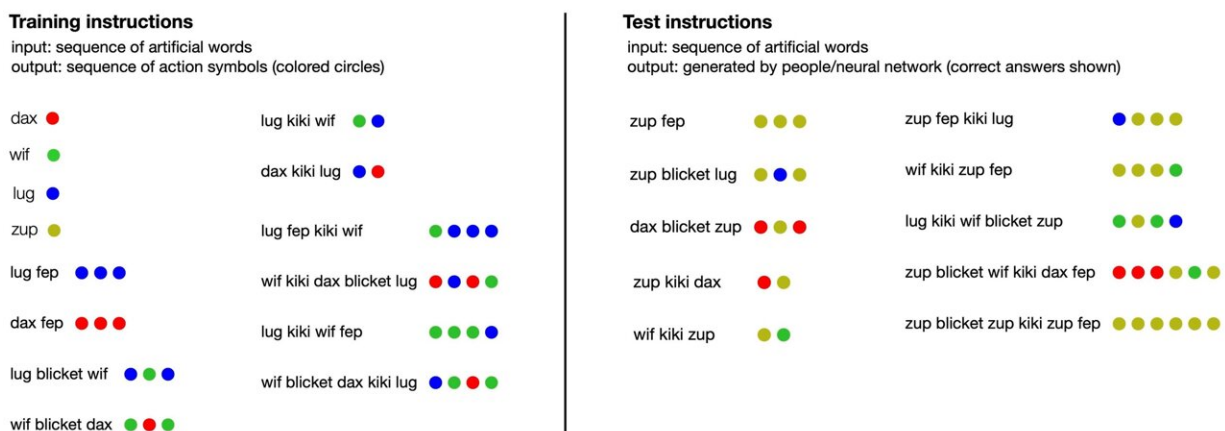 Training instructions
input: sequence of artificial words
output: sequence of action symbols (colored circles)
dax
wif
lug
zup
lug fep
dax fep
lug blicket wif
wif blicket dax
lug kiki wif
dax kiki lug
lug fep kiki wif
wif kiki dax blicket lug
lug kiki wif fep
wif blicket dax kiki lug
Test instructions
input: sequence of artificial words
output: generated by people/neural network (correct answers shown)
zup fep
zup blicket lug
dax blicket zup
zup kiki dax
wif kiki zup
zup fep kiki lug
wif kiki zup fep
lug kiki wif blicket zup
zup blicket wif kiki dax fep
zup blicket zup kiki zup fep